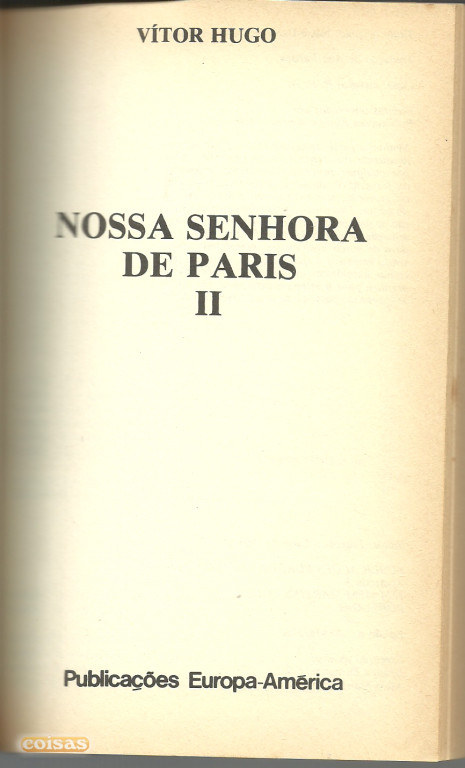 VÍTOR HUGO
NOSSA SENHORA
DE PARIS
II
Publicações Europa-América
coisas